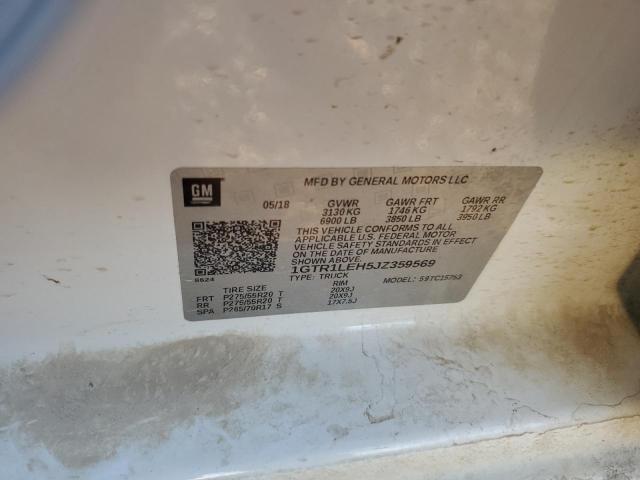 GM
MFD BY GENERAL MOTORS LLC
05/18 GVWR GAWR FRT GAWR RR
3130 KG 1746 KG 1792 KG
6900 LB 3850 LB 3950 LB
THIS VEHICLE CONFORMS TO ALL
APPLICABLE U.S. FEDERAL MOTOR
VEHICLE SAFETY STANDARDS IN EFFECT
ON THE DATE OF MANUFACTURE
SHOWN ABOVE.
1GTR1LEH5JZ359569
TYPE: TRUCK MODEL: 59TC15753
6624
TIRE SIZE RIM
FRT P275/55R20 T 20X9J
RR P275/55R20 T 20X9J
SPA P265/70R17 S 17X7.5J